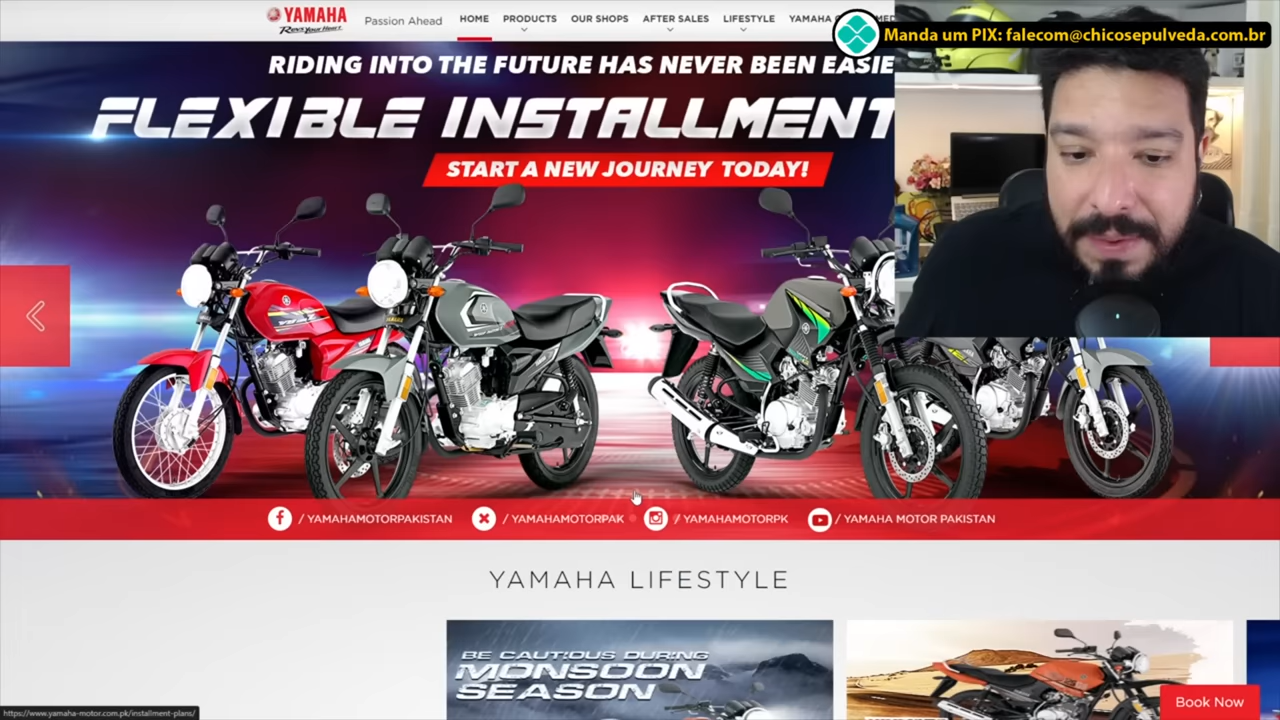 YAMAHA
Revs Your Heart
Passion Ahead
HOME
PRODUCTS
OUR SHOPS
AFTER SALES
LIFESTYLE
YAMAHA
Manda um PIX: falecom@chicosepulveda.com.br
RIDING INTO THE FUTURE HAS NEVER BEEN EASIE
FLEXIBLE INSTALLMENT
START A NEW JOURNEY TODAY!
/ YAMAHAMOTORPAKISTAN
/ YAMAHAMOTORPAK
/ YAMAHAMOTORPK
/ YAMAHA MOTOR PAKISTAN
YAMAHA LIFESTYLE
BE CAUTIOUS DURING
MONSOON
SEASON
Book Now
https://www.yamaha-motor.com.pk/installment-plans/